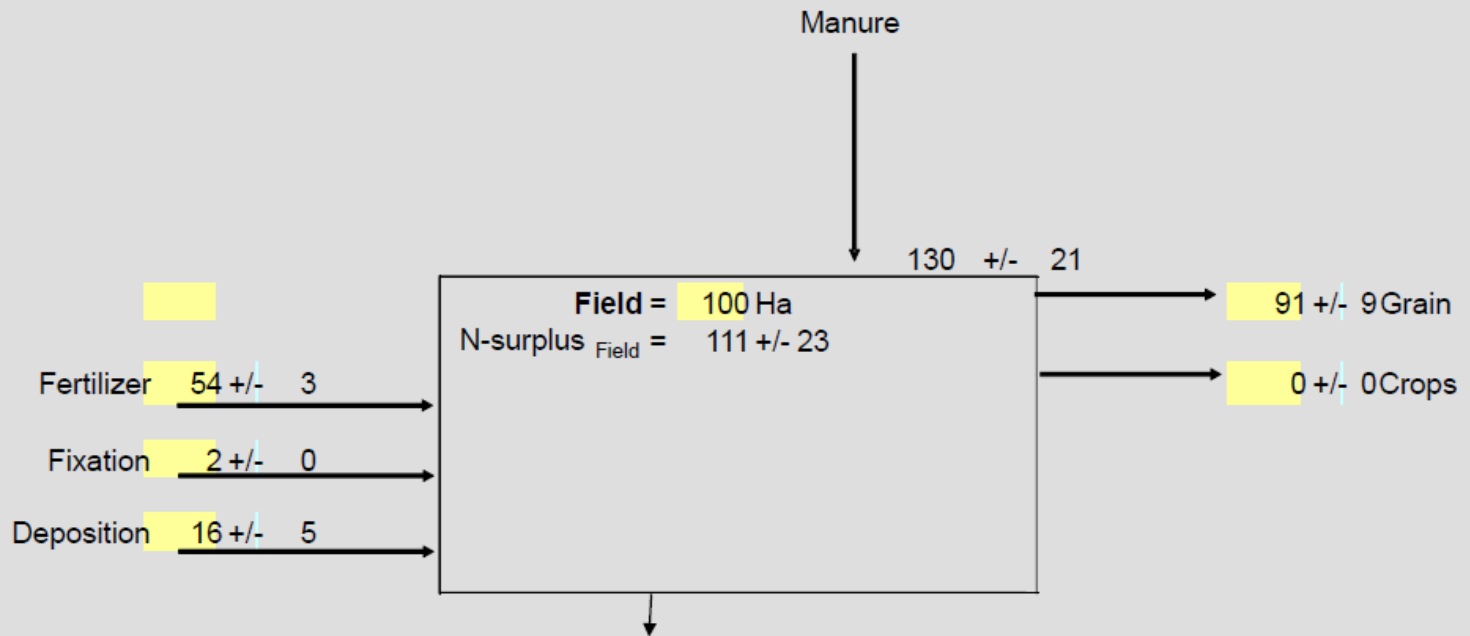 Manure
130 +/- 21
Field = 100 Ha
91 +/- 9 Grain
N-surplus Field = 111 +/- 23
Fertilizer 54 +/- 3
0 +/- 0 Crops
Fixation 2 +/- 0
Deposition 16 +/- 5